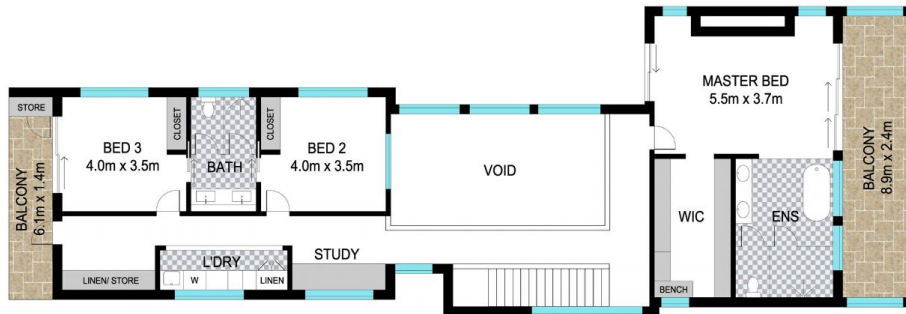 STORE
BALCONY
6.1m x 1.4m
BED 3
4.0m x 3.5m
CLOSET
BATH
CLOSET
BED 2
4.0m x 3.5m
VOID
MASTER BED
5.5m x 3.7m
BALCONY
8.9m x 2.4m
WIC
ENS
BENCH
L'DRY
STUDY
LINEN/ STORE
W
LINEN